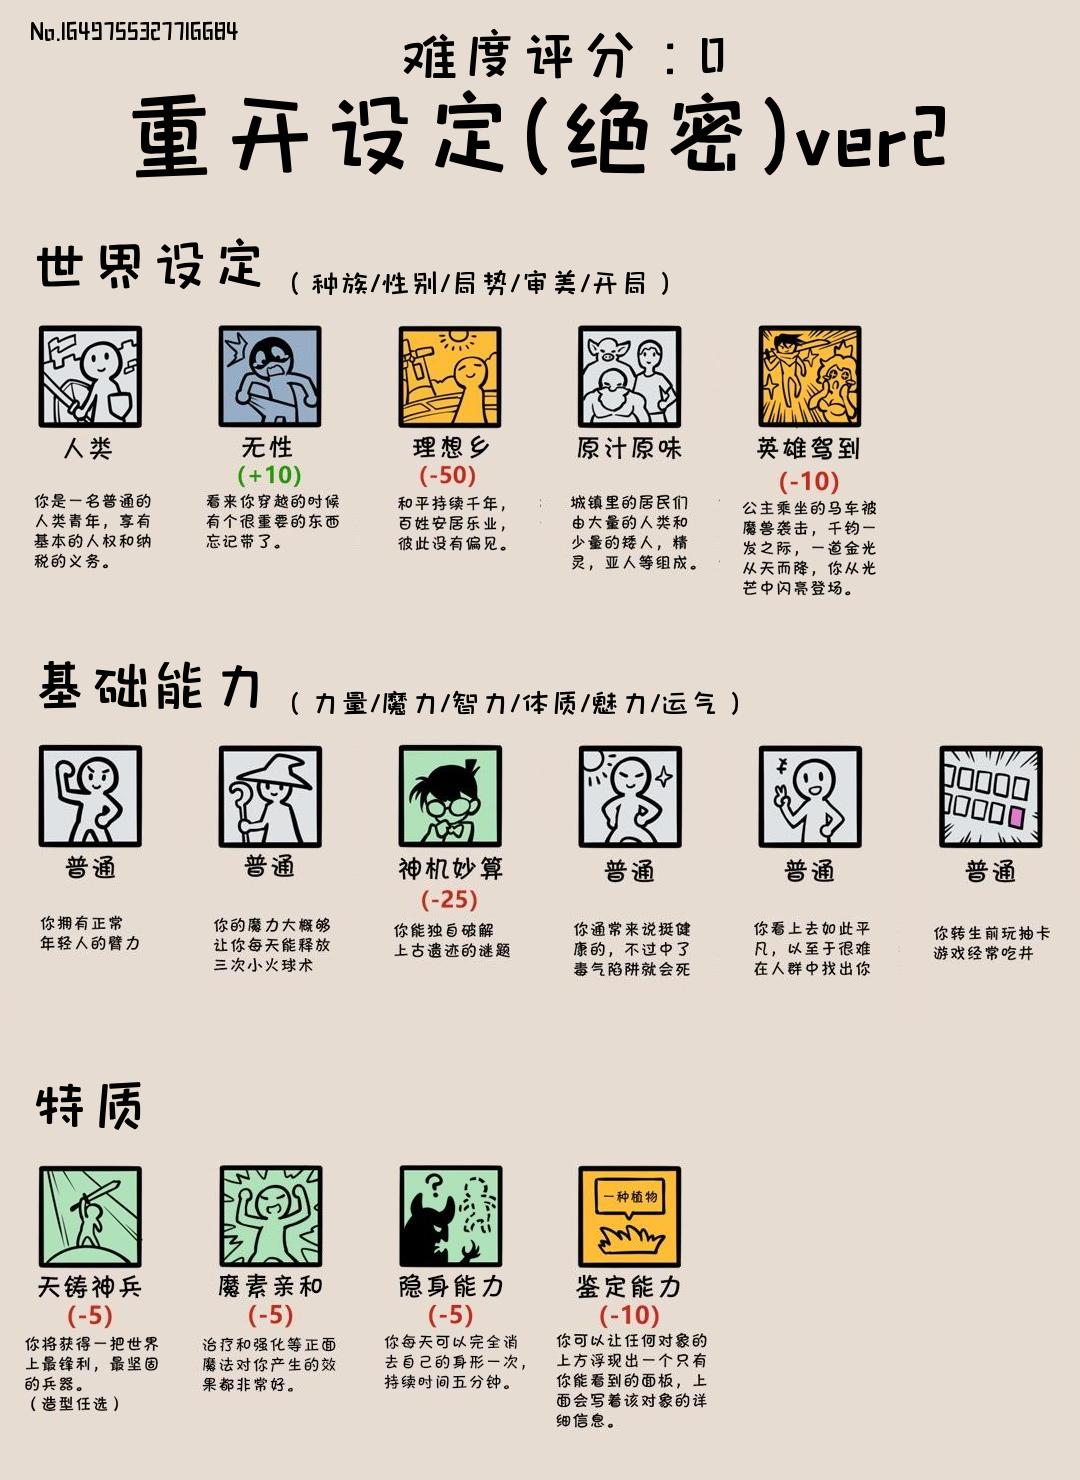 No.1649755327716684
难度评分:0
重开设定(绝密)ver2
世界设定
(种族/性别/局势/审美/开局)
人类
你是一名普通的
人类青年，享有
基本的人权和纳
税的义务。
无性
(+10)
看来你穿越的时候
有个很重要的东西
忘记带了。
理想乡
(-50)
和平持续千年，
百姓安居乐业，
彼此没有偏见。
原汁原味
城镇里的居民们
由大量的人类和
少量的矮人，精
灵，亚人等组成。
英雄驾到
(-10)
公主乘坐的马车被
魔兽袭击，千钧一
发之际，一道金光
从天而降，你从光
芒中闪亮登场。
基础能力
(力量/魔力/智力/体质/魅力/运气)
普通
你拥有正常
年轻人的臂力
普通
你的魔力大概够
让你每天能释放
三次小火球术
神机妙算
(-25)
你能独自破解
上古遗迹的谜题
普通
你通常来说挺健
康的，不过中了
毒气陷阱就会死
普通
你看上去如此平
凡，以至于很难
在人群中找出你
普通
你转生前玩抽卡
游戏经常吃井
特质
天铸神兵
(-5)
你将获得一把世界
上最锋利，最坚固
的兵器。
(造型任选)
魔素亲和
(-5)
治疗和强化等正面
魔法对你产生的效
果都非常好。
隐身能力
(-5)
你每天可以完全消
去自己的身形一次，
持续时间五分钟。
一种植物
鉴定能力
(-10)
你可以让任何对象的
上方浮现出一个只有
你能看到的面板，上
面会写着该对象的详
细信息。